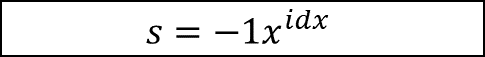 s = −1x^{idx}